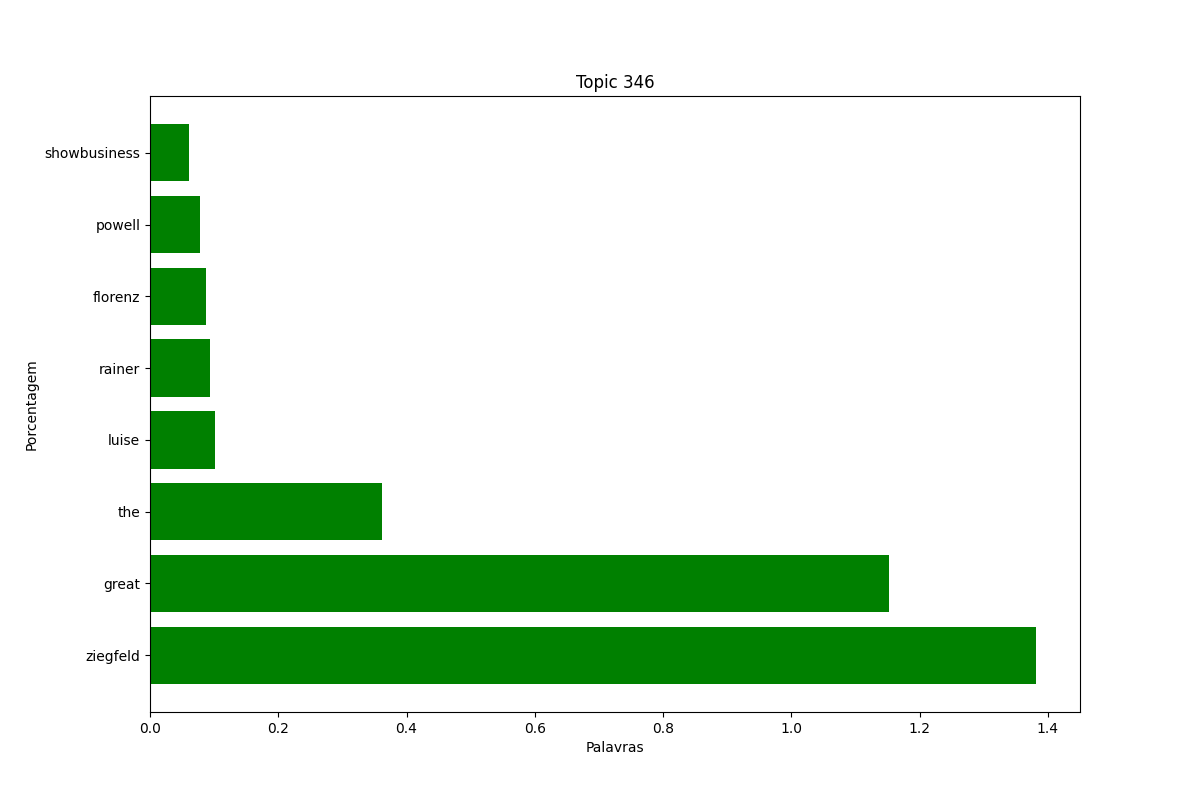 Topic 346
showbusiness
powell
florenz
rainer
luise
the
great
ziegfeld
Porcentagem
0.0 0.2 0.4 0.6 0.8 1.0 1.2 1.4
Palavras